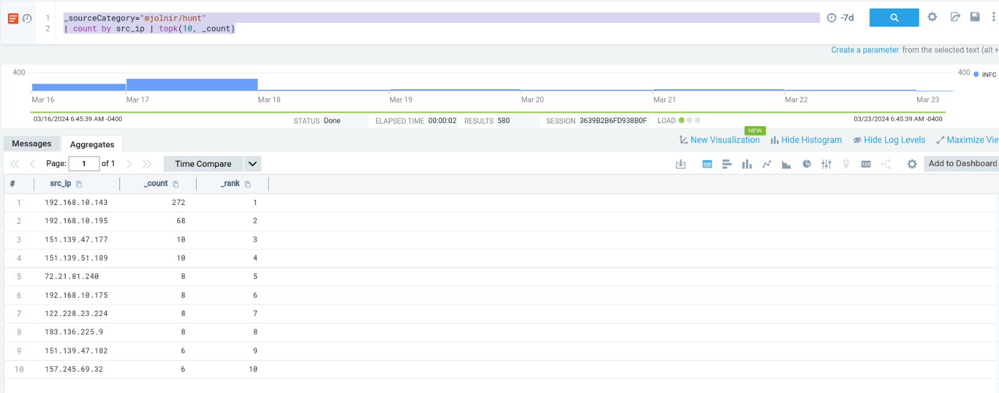 1 _sourceCategory="mjolnir/hunt"
2 | count by src_ip | topk(10, _count)
-7d
Create a parameter from the selected text (alt +
400
400
INFO
Mar 16 Mar 17 Mar 18 Mar 19 Mar 20 Mar 21 Mar 22 Mar 23
03/16/2024 6:45:39 AM -0400 STATUS Done ELAPSED TIME 00:00:02 RESULTS 580 SESSION 3639B2B6FD938B0F LOAD 03/23/2024 6:45:39 AM -0400
NEW
Messages Aggregates New Visualization Hide Histogram Hide Log Levels Maximize Vie
Page: 1 of 1 Time Compare 123 Add to Dashboard
# src_ip _count _rank
1 192.168.10.143 272 1
2 192.168.10.195 68 2
3 151.139.47.177 10 3
4 151.139.51.189 10 4
5 72.21.81.240 8 5
6 192.168.10.175 8 6
7 122.228.23.224 8 7
8 183.136.225.9 8 8
9 151.139.47.182 6 9
10 157.245.69.32 6 10